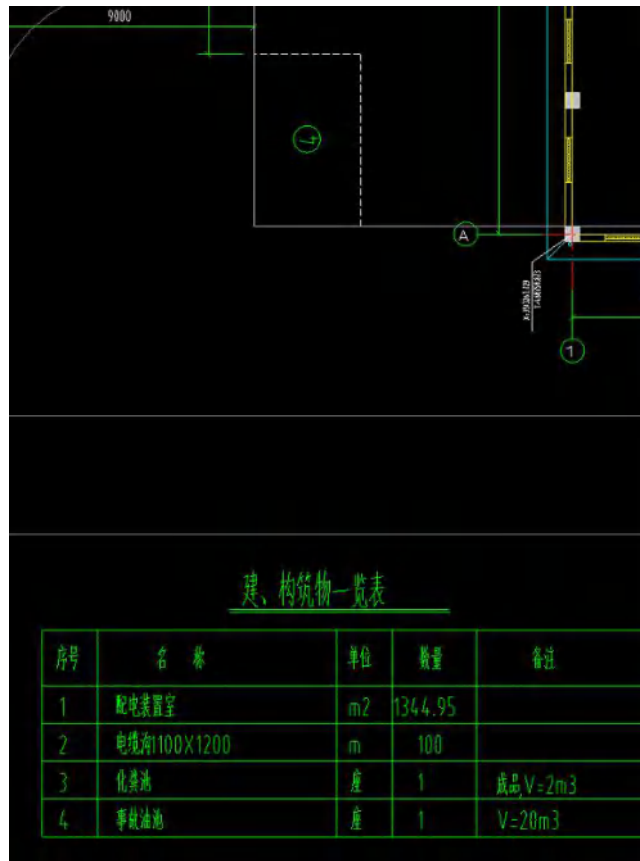 9000
4
A
1
建、构筑物一览表
序号 名 称 单位 数量 备注
1 配电装置室 m2 1344.95
2 电缆沟1100X1200 m 100
3 化粪池 座 1 成品,V=2m3
4 事故油池 座 1 V=20m3